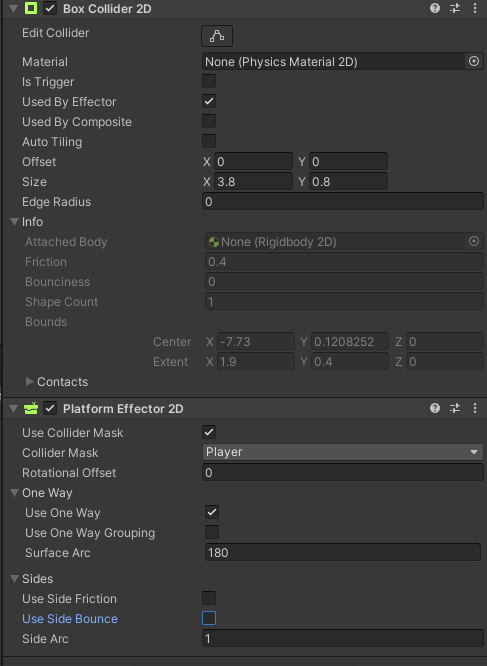 Box Collider 2D
Edit Collider
Material None (Physics Material 2D)
Is Trigger
Used By Effector
Used By Composite
Auto Tiling
Offset X 0 Y 0
Size X 3.8 Y 0.8
Edge Radius 0
Info
Attached Body None (Rigidbody 2D)
Friction 0.4
Bounciness 0
Shape Count 1
Bounds
Center X -7.73 Y 0.1208252 Z 0
Extent X 1.9 Y 0.4 Z 0
Contacts
Platform Effector 2D
Use Collider Mask
Collider Mask Player
Rotational Offset 0
One Way
Use One Way
Use One Way Grouping
Surface Arc 180
Sides
Use Side Friction
Use Side Bounce
Side Arc 1